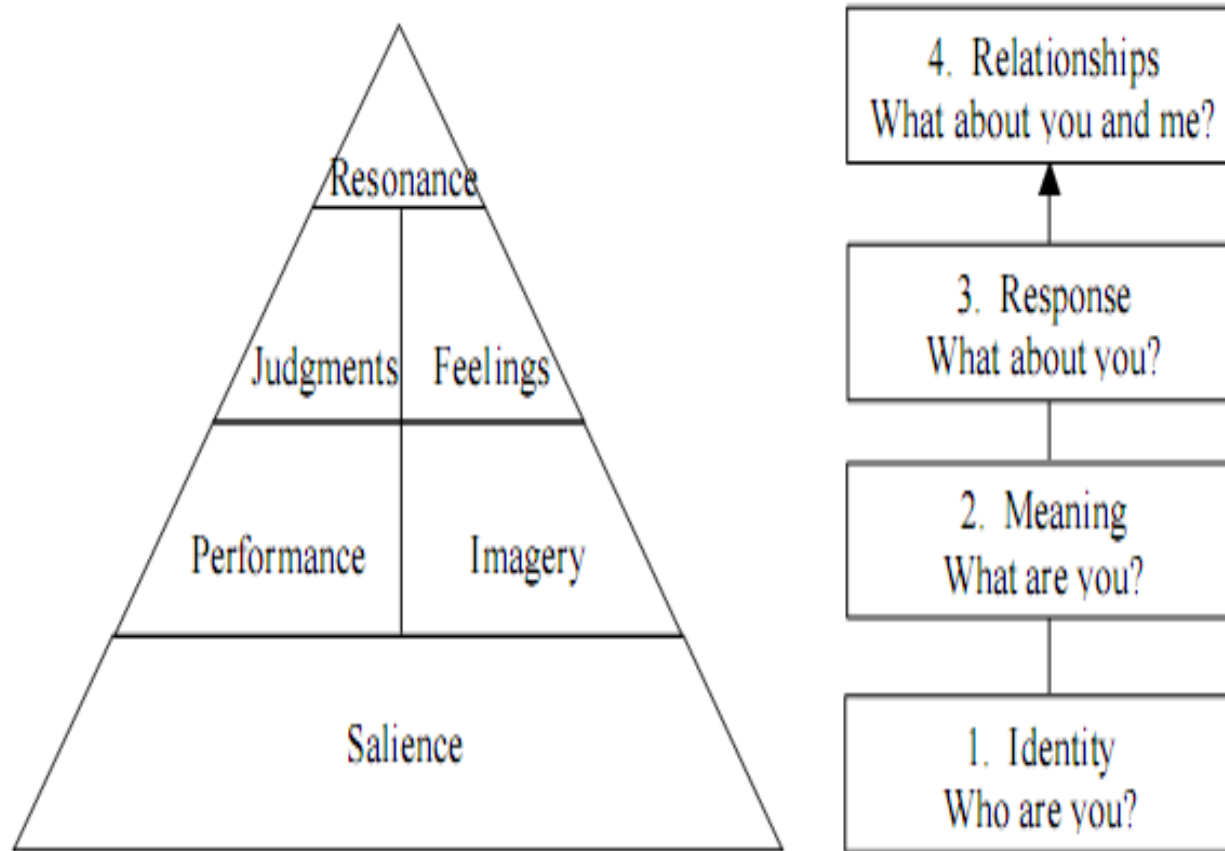 Resonance
Judgments Feelings
Performance Imagery
Salience
4. Relationships
What about you and me?
3. Response
What about you?
2. Meaning
What are you?
1. Identity
Who are you?